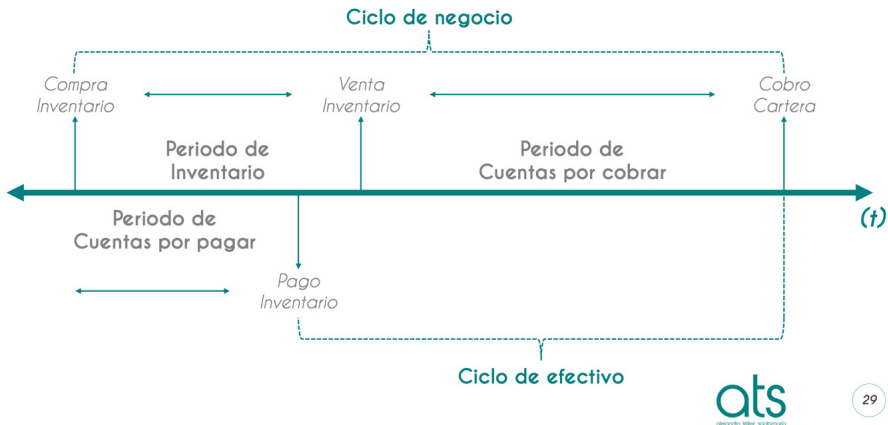 Ciclo de negocio
Compra
Inventario
Venta
Inventario
Cobro
Cartera
Periodo de
Inventario
Periodo de
Cuentas por cobrar
(t)
Periodo de
Cuentas por pagar
Pago
Inventario
Ciclo de efectivo
ats
29